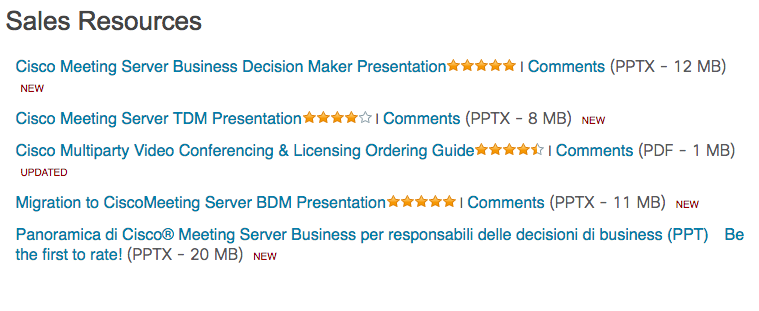 Sales Resources
Cisco Meeting Server Business Decision Maker Presentation | Comments (PPTX - 12 MB)
NEW
Cisco Meeting Server TDM Presentation | Comments (PPTX - 8 MB) NEW
Cisco Multiparty Video Conferencing & Licensing Ordering Guide | Comments (PDF - 1 MB)
UPDATED
Migration to CiscoMeeting Server BDM Presentation | Comments (PPTX - 11 MB) NEW
Panoramica di Cisco® Meeting Server Business per responsabili delle decisioni di business (PPT) Be
the first to rate! (PPTX - 20 MB) NEW